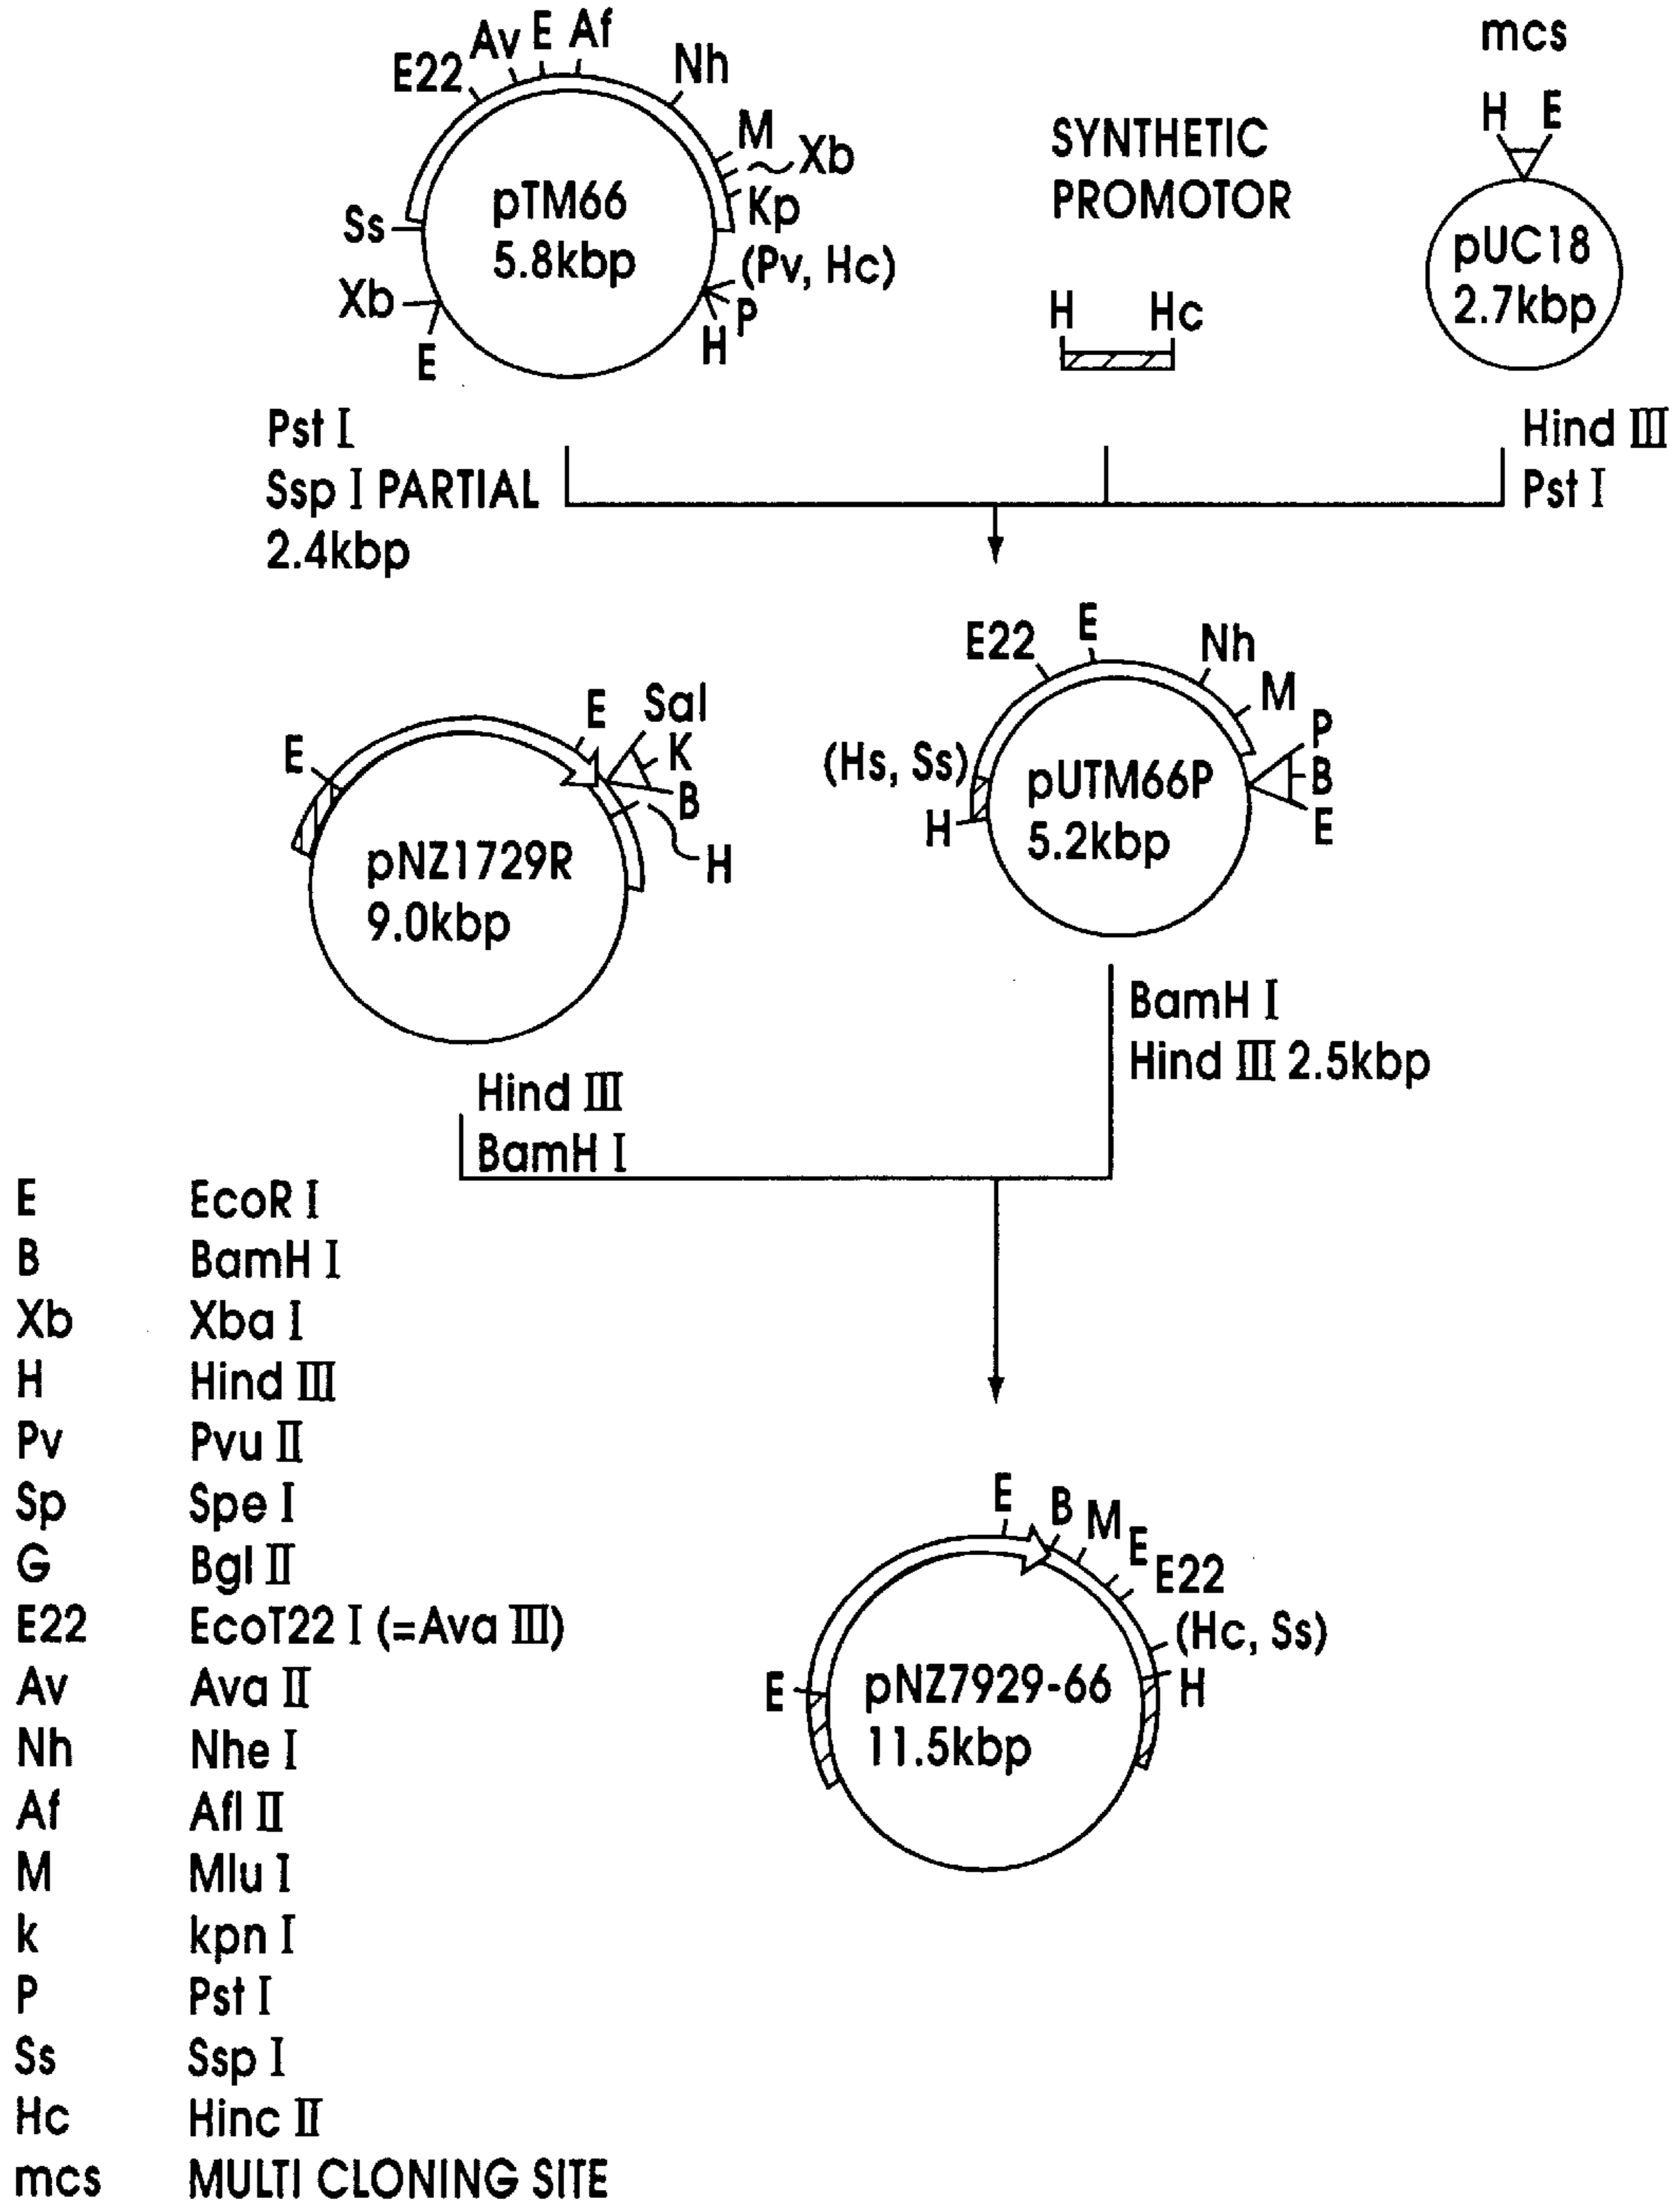 E22
Av
E
Af
Nh
M
Xb
Kp
(Pv, Hc)
P
H
Ss
Xb
E
pTM66
5.8kbp
SYNTHETIC
PROMOTOR
H
Hc
mcs
H
E
pUC18
2.7kbp
Pst I
Ssp I PARTIAL
2.4kbp
Hind III
Pst I
E
E
Sal
K
B
H
pNZ1729R
9.0kbp
E22
E
Nh
M
P
B
E
(Hs, Ss)
H
pUTM66P
5.2kbp
Hind III
BamH I
BamH I
Hind III 2.5kbp
E
B
M
E
E22
(Hc, Ss)
H
E
pNZ7929-66
11.5kbp
E EcoR I
B BamH I
Xb Xba I
H Hind III
Pv Pvu II
Sp Spe I
G Bgl II
E22 EcoT22 I (=Ava III)
Av Ava II
Nh Nhe I
Af Afl II
M Mlu I
k kpn I
P Pst I
Ss Ssp I
Hc Hinc II
mcs MULTI CLONING SITE